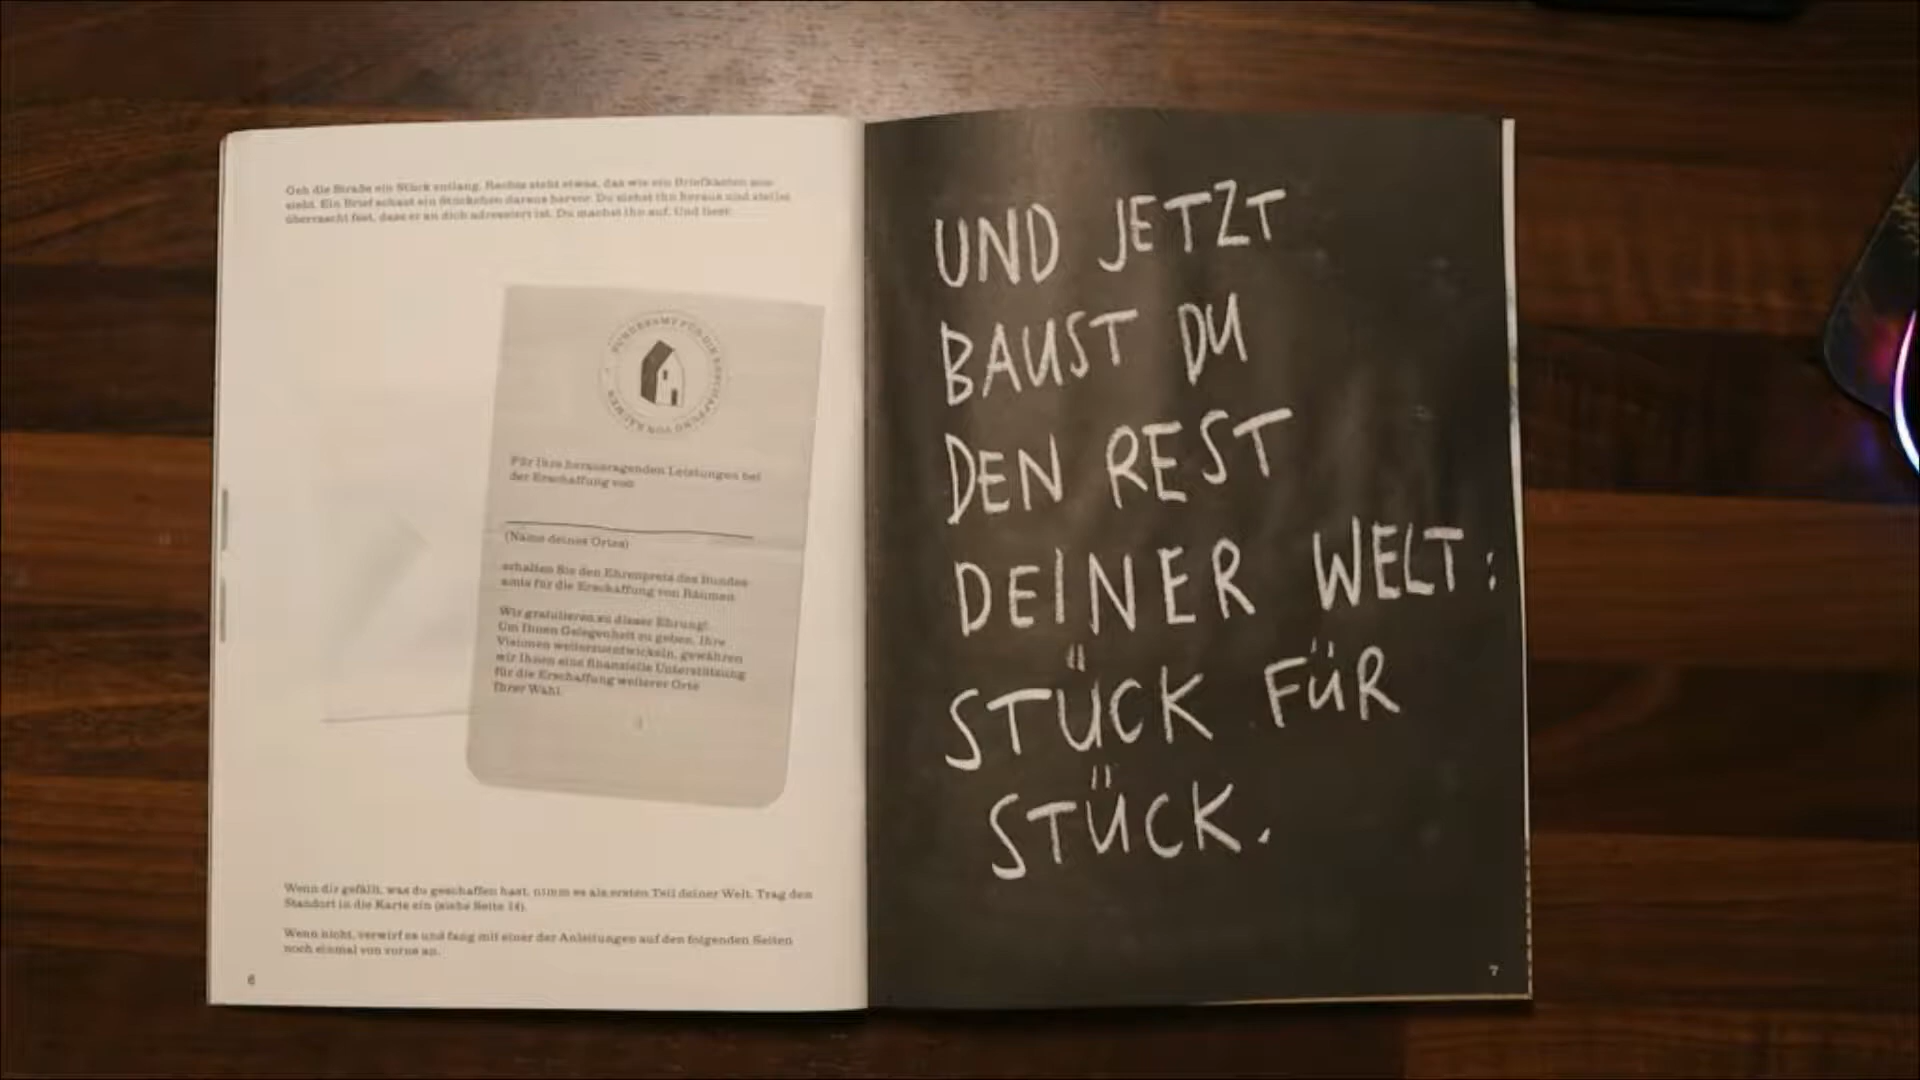 Geh die Straße ein Stück entlang. Rechts steht etwas, das wie ein Briefkasten aus-
sieht. Ein Brief schaut ein Stückchen daraus hervor. Du ziehst ihn heraus und stellst
überrascht fest, dass er an dich adressiert ist. Du machst ihn auf. Und liest:
BUNDESAMT FÜR DIE ERSCHAFFUNG VON RÄUMEN
Für Ihre herausragenden Leistungen bei
der Erschaffung von
(Name deines Ortes)
erhalten Sie den Ehrenpreis des Bundes-
amts für die Erschaffung von Räumen.
Wir gratulieren zu dieser Ehrung!
Um Ihnen Gelegenheit zu geben, Ihre
Visionen weiterzuentwickeln, gewähren
wir Ihnen eine finanzielle Unterstützung
für die Erschaffung weiterer Orte
Ihrer Wahl.
Wenn dir gefällt, was du geschaffen hast, nimm es als ersten Teil deiner Welt. Trag den
Standort in die Karte ein (siehe Seite 14).
Wenn nicht, verwirf es und fang mit einer der Anleitungen auf den folgenden Seiten
noch einmal von vorne an.
6
UND JETZT
BAUST DU
DEN REST
DEINER WELT:
STÜCK FÜR
STÜCK.
7